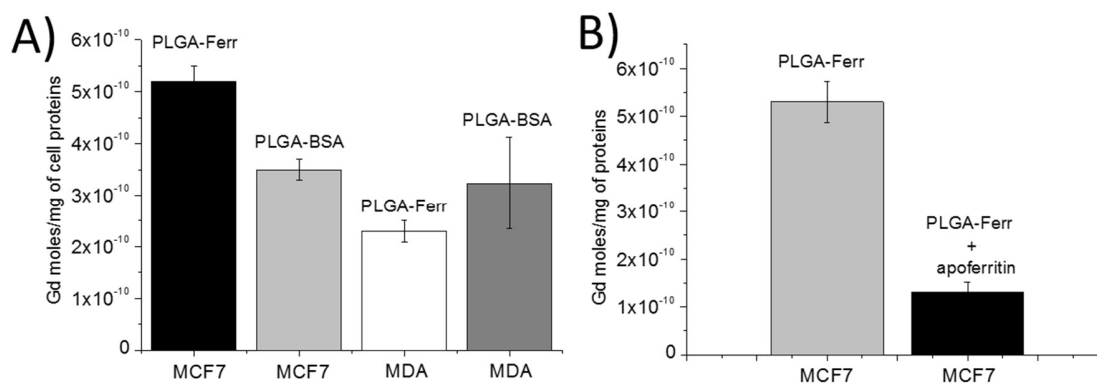 A)
Gd moles/mg of cell proteins
6x10⁻¹⁰
5x10⁻¹⁰
4x10⁻¹⁰
3x10⁻¹⁰
2x10⁻¹⁰
1x10⁻¹⁰
0
PLGA-Ferr
PLGA-BSA
PLGA-Ferr
PLGA-BSA
MCF7
MCF7
MDA
MDA
B)
Gd moles/mg of proteins
6x10⁻¹⁰
5x10⁻¹⁰
4x10⁻¹⁰
3x10⁻¹⁰
2x10⁻¹⁰
1x10⁻¹⁰
0
PLGA-Ferr
PLGA-Ferr
+
apoferritin
MCF7
MCF7